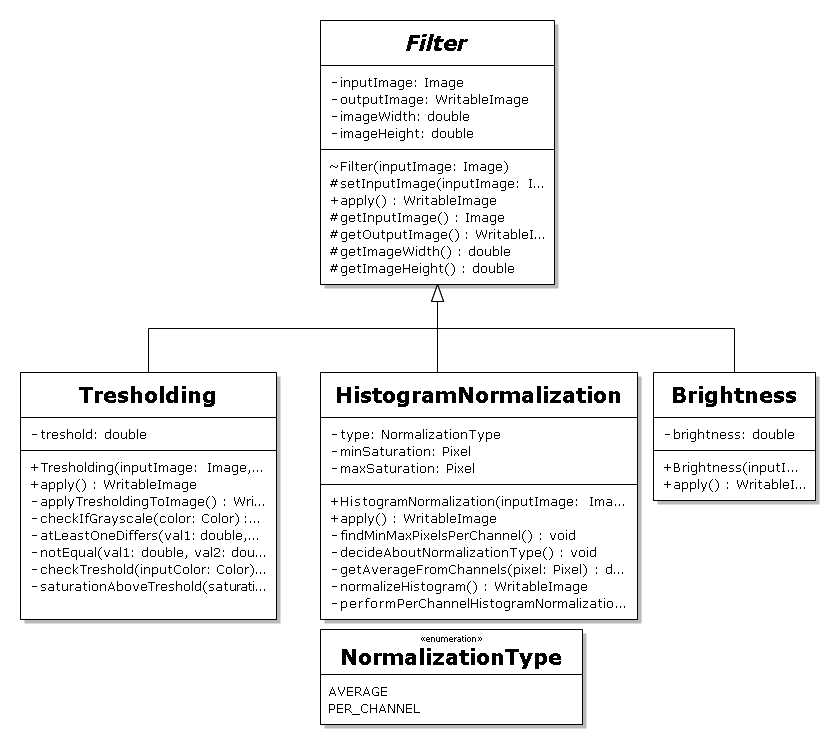 Filter
-inputImage: Image
-outputImage: WritableImage
-imageWidth: double
-imageHeight: double
~Filter(inputImage: Image)
#setInputImage(inputImage: I...
+apply() : WritableImage
#getInputImage() : Image
#getOutputImage() : WritableI...
#getImageWidth() : double
#getImageHeight() : double
Tresholding
-treshold: double
+Tresholding(inputImage: Image,...
+apply() : WritableImage
-applyTresholdingToImage() : Wri...
-checkIfGrayscale(color: Color) :...
-atLeastOneDiffers(val1: double,...
-notEqual(val1: double, val2: dou...
-checkTreshold(inputColor: Color)...
-saturationAboveTreshold(saturati...
HistogramNormalization
-type: NormalizationType
-minSaturation: Pixel
-maxSaturation: Pixel
+HistogramNormalization(inputImage: Ima...
+apply() : WritableImage
-findMinMaxPixelsPerChannel() : void
-decideAboutNormalizationType() : void
-getAverageFromChannels(pixel: Pixel) : d...
-normalizeHistogram() : WritableImage
-performPerChannelHistogramNormalizatio...
Brightness
-brightness: double
+Brightness(inputI...
+apply() : WritableI...
«enumeration»
NormalizationType
AVERAGE
PER_CHANNEL